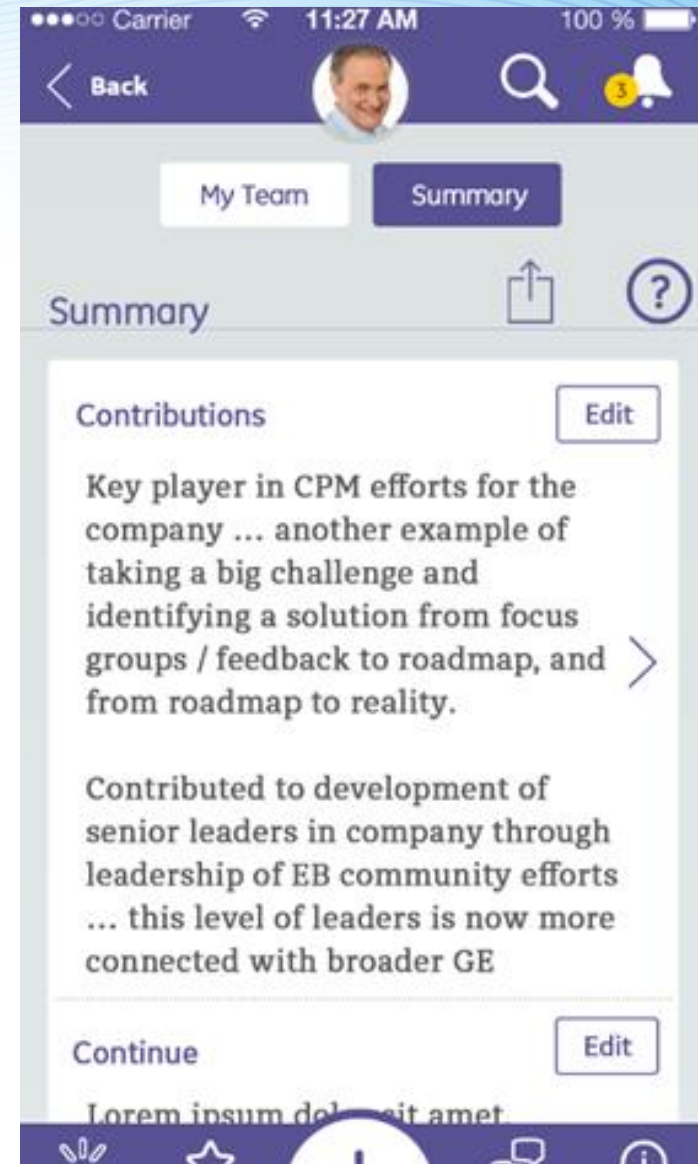 Carrier 11:27 AM 100 %
Back 3
My Team Summary
Summary ?
Contributions Edit
Key player in CPM efforts for the
company ... another example of
taking a big challenge and
identifying a solution from focus
groups / feedback to roadmap, and
from roadmap to reality.
Contributed to development of
senior leaders in company through
leadership of EB community efforts
... this level of leaders is now more
connected with broader GE
Continue Edit
Lorem ipsum dolor sit amet,